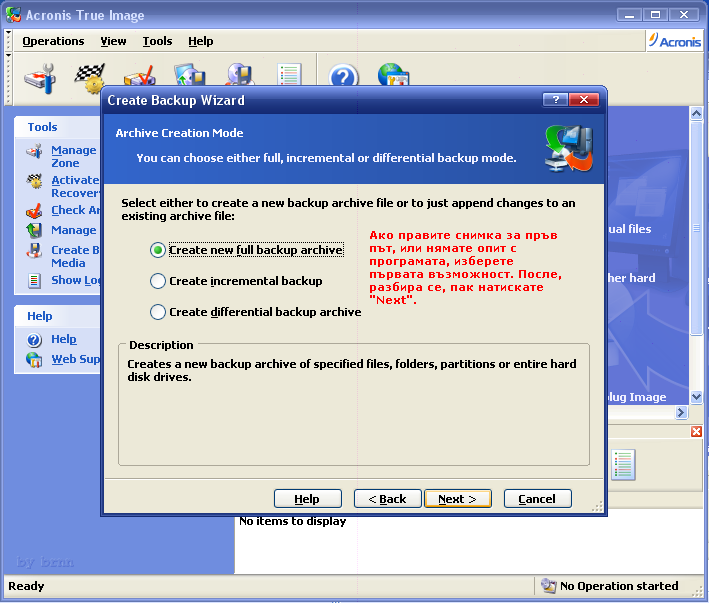 Acronis True Image
Operations View Tools Help
Acronis
Tools
Manage
Zone
Activate
Recover
Check Ar
Manage
Create B
Media
Show Log
Help
Help
Web Sup
Create Backup Wizard
Archive Creation Mode
You can choose either full, incremental or differential backup mode.
Select either to create a new backup archive file or to just append changes to an
existing archive file:
Create new full backup archive
Create incremental backup
Create differential backup archive
Ако правите снимка за пръв
път, или нямате опит с
програмата, изберете
първата възможност. После,
разбира се, пак натискате
"Next".
Description
Creates a new backup archive of specified files, folders, partitions or entire hard
disk drives.
Help < Back Next > Cancel
ual files
her hard
lug Image
No items to display
by brnn
Ready
No Operation started